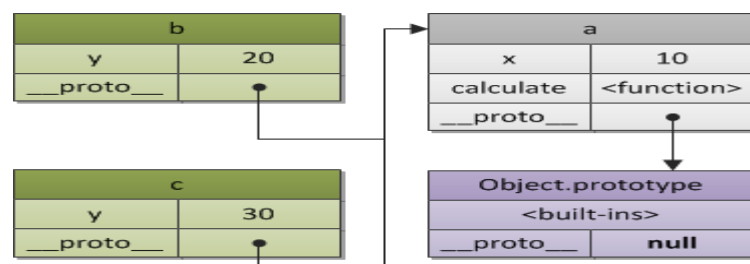 b
y 20
__proto__
c
y 30
__proto__
a
x 10
calculate <function>
__proto__
Object.prototype
<built-ins>
__proto__ null